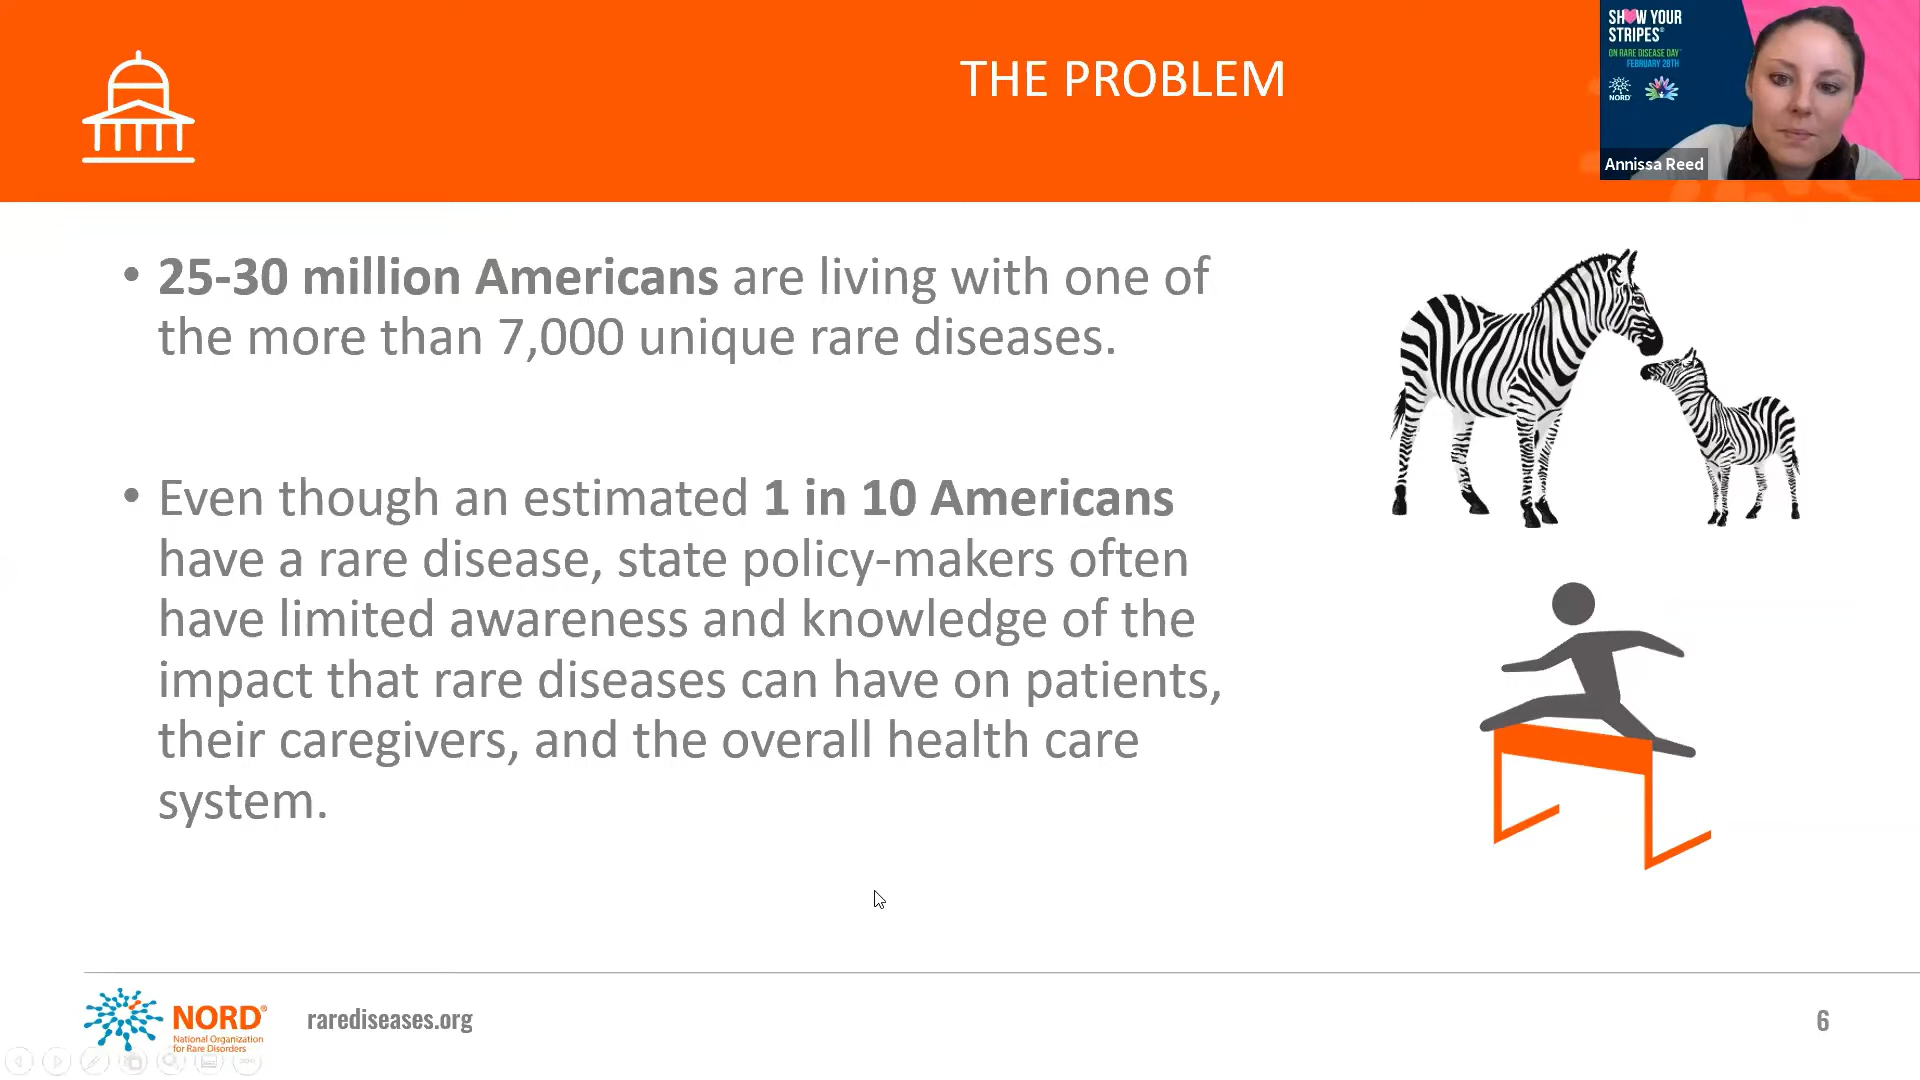 THE PROBLEM
SHOW YOUR
STRIPES®
ON RARE DISEASE DAY
FEBRUARY 28TH
NORD
Annissa Reed
• 25-30 million Americans are living with one of
the more than 7,000 unique rare diseases.
• Even though an estimated 1 in 10 Americans
have a rare disease, state policy-makers often
have limited awareness and knowledge of the
impact that rare diseases can have on patients,
their caregivers, and the overall health care
system.
NORD®
National Organization
for Rare Disorders
rarediseases.org
6